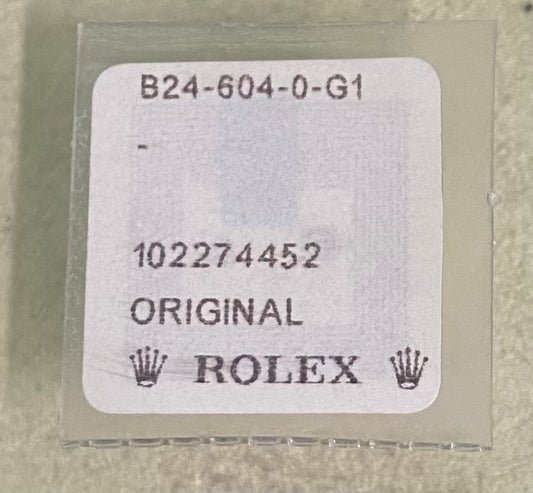 B24-604-0-G1
-
102274452
ORIGINAL
ROLEX